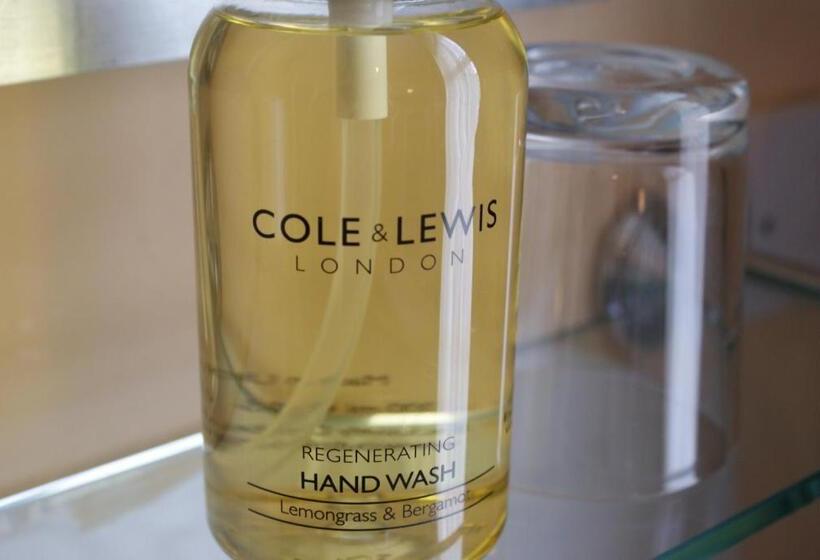 COLE & LEWIS
LONDON
REGENERATING
HAND WASH
Lemongrass & Bergamot